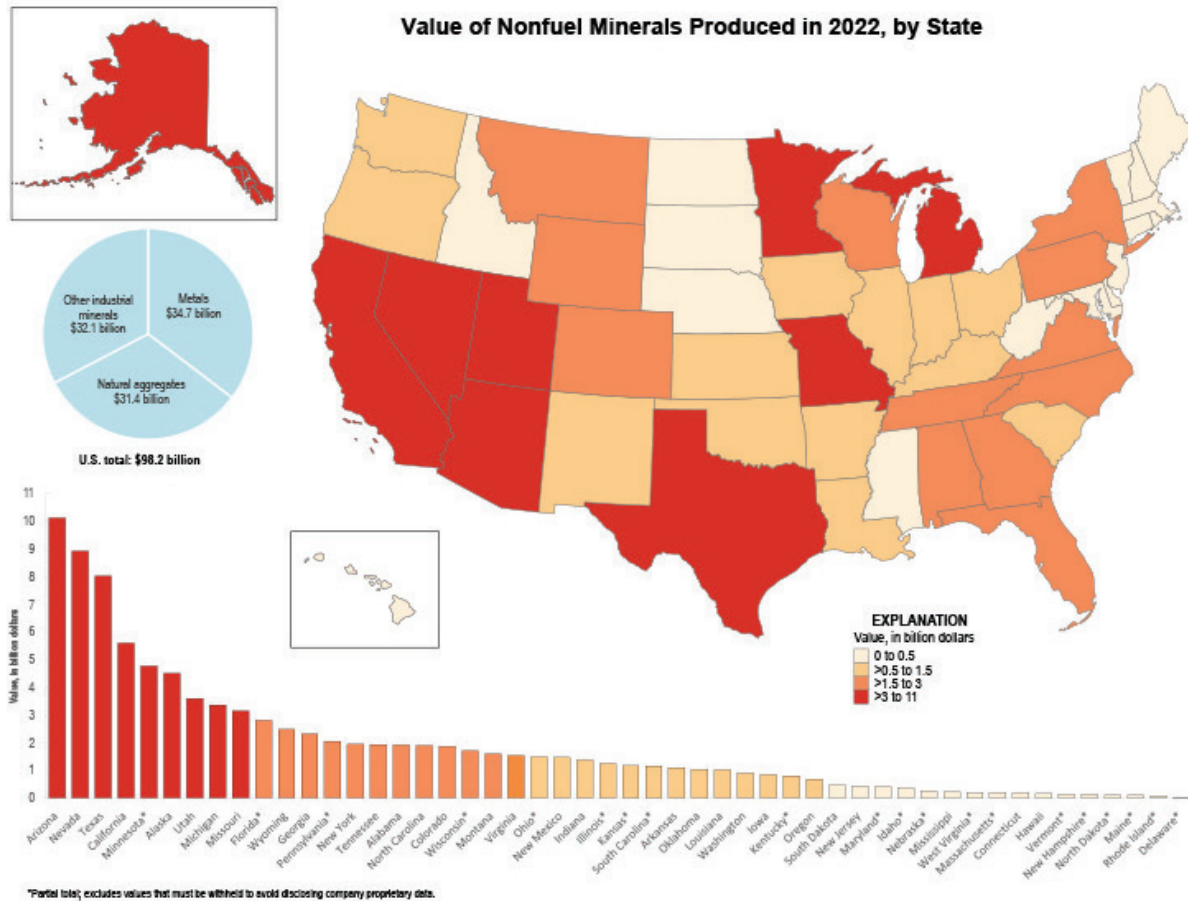 Value of Nonfuel Minerals Produced in 2022, by State
Other industrial
minerals
$32.1 billion
Metals
$34.7 billion
Natural aggregates
$31.4 billion
U.S. total: $98.2 billion
EXPLANATION
Value, in billion dollars
0 to 0.5
>0.5 to 1.5
>1.5 to 3
>3 to 11
Value, in billion dollars
11
10
9
8
7
6
5
4
3
2
1
0
Arizona
Nevada
Texas
California
Minnesota*
Alaska
Utah
Michigan
Missouri
Florida*
Wyoming
Georgia
Pennsylvania*
New York
Tennessee
Alabama
North Carolina
Colorado
Wisconsin*
Montana
Virginia
Ohio*
New Mexico
Indiana
Illinois*
Kansas*
South Carolina*
Arkansas
Oklahoma
Louisiana
Washington
Iowa
Kentucky*
Oregon
South Dakota
New Jersey
Maryland*
Idaho*
Nebraska*
Mississippi
West Virginia*
Massachusetts*
Connecticut
Hawaii
Vermont*
New Hampshire*
North Dakota*
Maine*
Rhode Island*
Delaware*
*Partial total; excludes values that must be withheld to avoid disclosing company proprietary data.